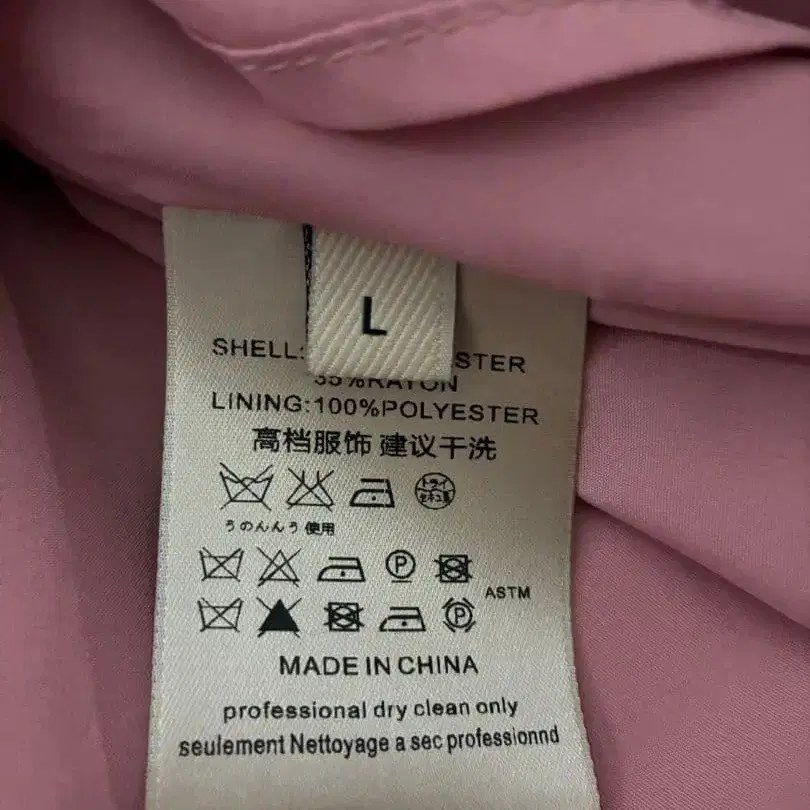 L
SHELL: STER
35%RAYON
LINING:100%POLYESTER
高档服饰 建议干洗
うのんんう 使用
P
ASTM
P
MADE IN CHINA
professional dry clean only
seulement Nettoyage a sec professionnd